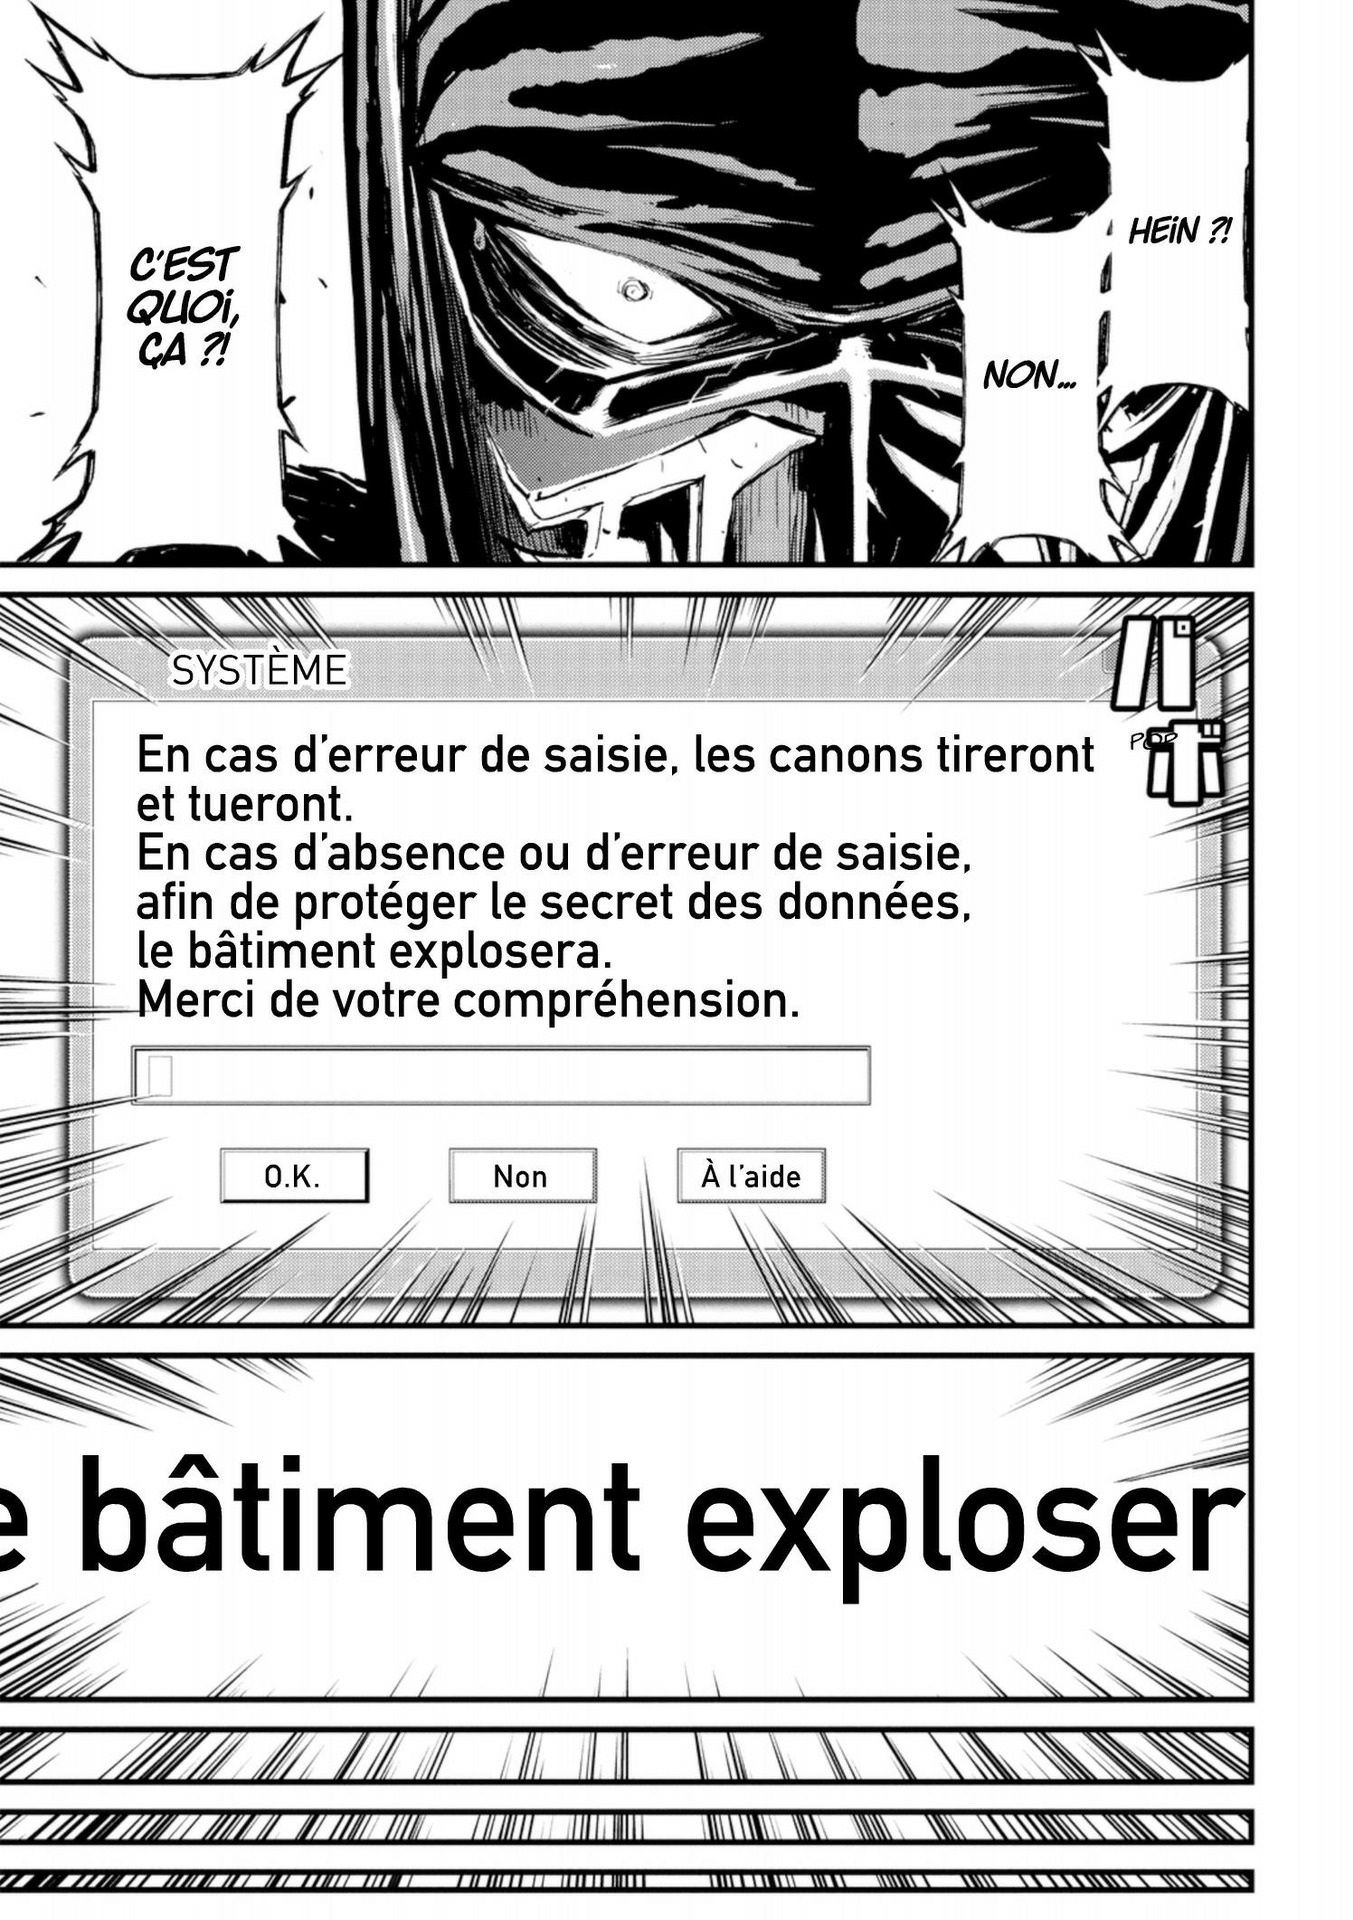 HEIN ?!
NON...
C'EST
QUOI,
ÇA ?!
SYSTÈME
パボ
POP
En cas d'erreur de saisie, les canons tireront
et tueront.
En cas d'absence ou d'erreur de saisie,
afin de protéger le secret des données,
le bâtiment explosera.
Merci de votre compréhension.
O.K.
Non
À l'aide
e bâtiment exploser